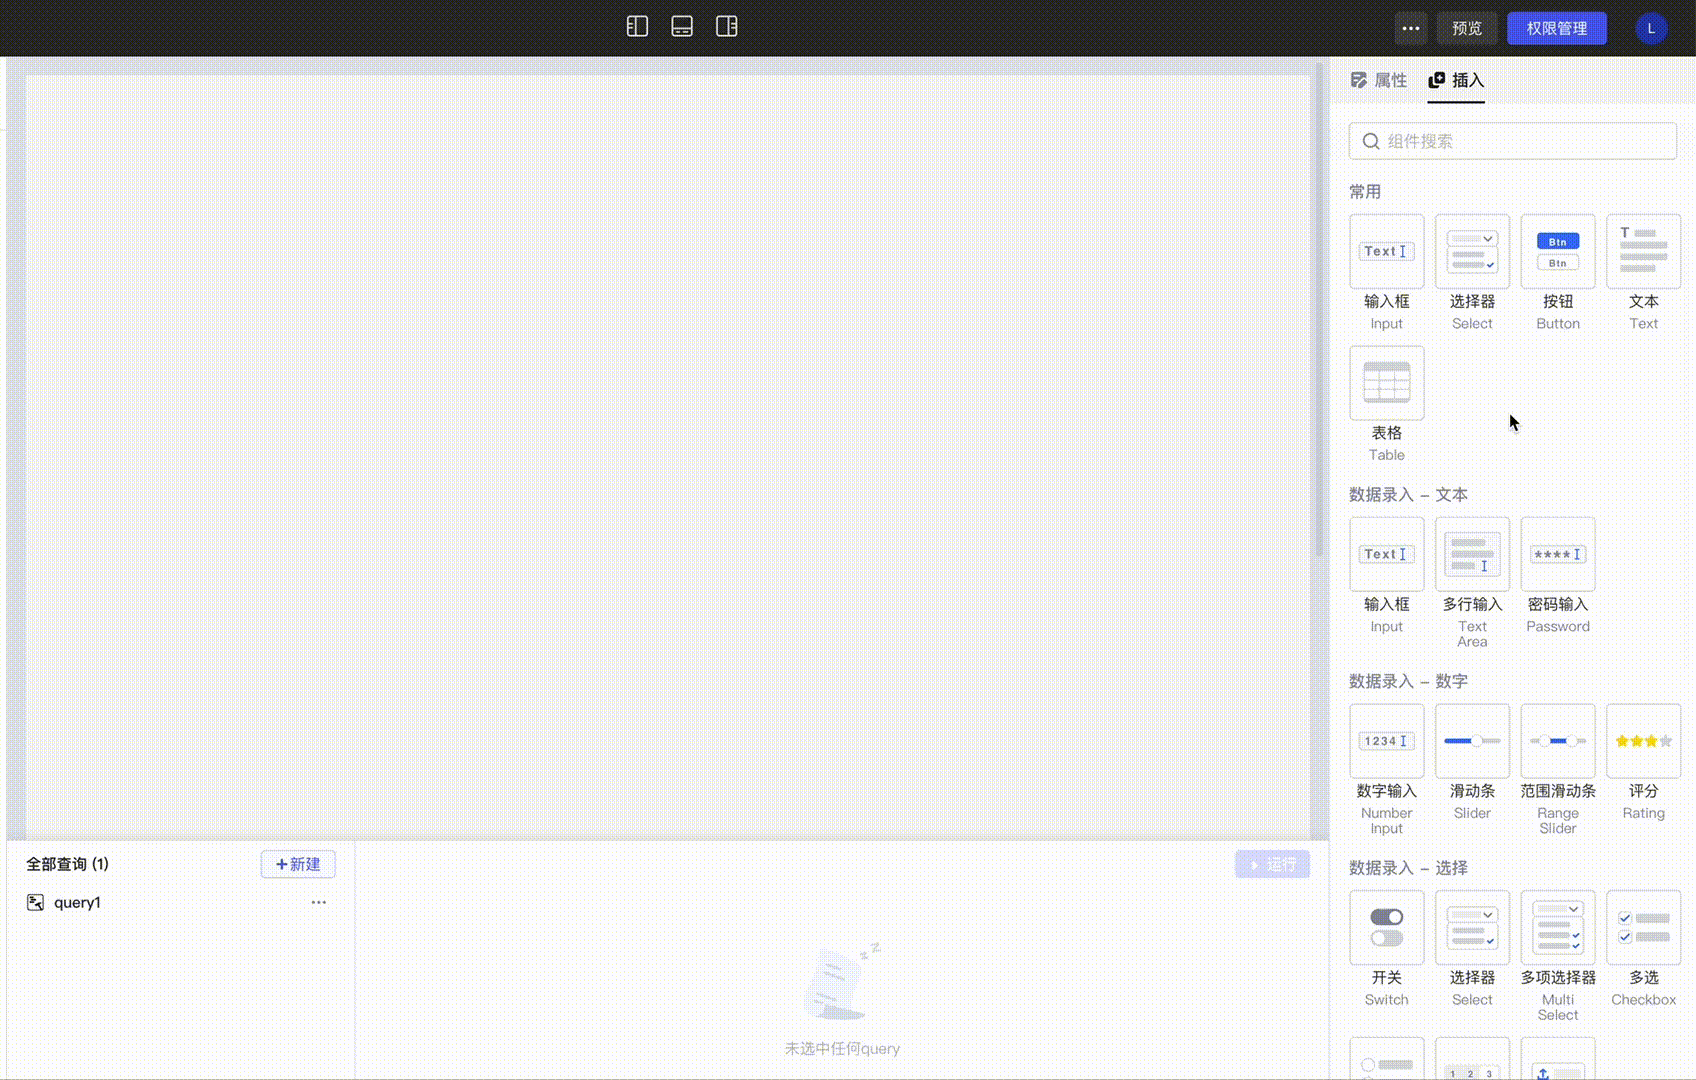 预览
权限管理
L
属性
插入
组件搜索
常用
Text
Btn
Btn
T
输入框
选择器
按钮
文本
Input
Select
Button
Text
表格
Table
数据录入 – 文本
Text
****
输入框
多行输入
密码输入
Input
Text Area
Password
数据录入 – 数字
1234
数字输入
滑动条
范围滑动条
评分
Number Input
Slider
Range Slider
Rating
数据录入 – 选择
开关
选择器
多项选择器
多选
Switch
Select
Multi Select
Checkbox
1 2 3
全部查询 (1)
+新建
运行
query1
z z
未选中任何query